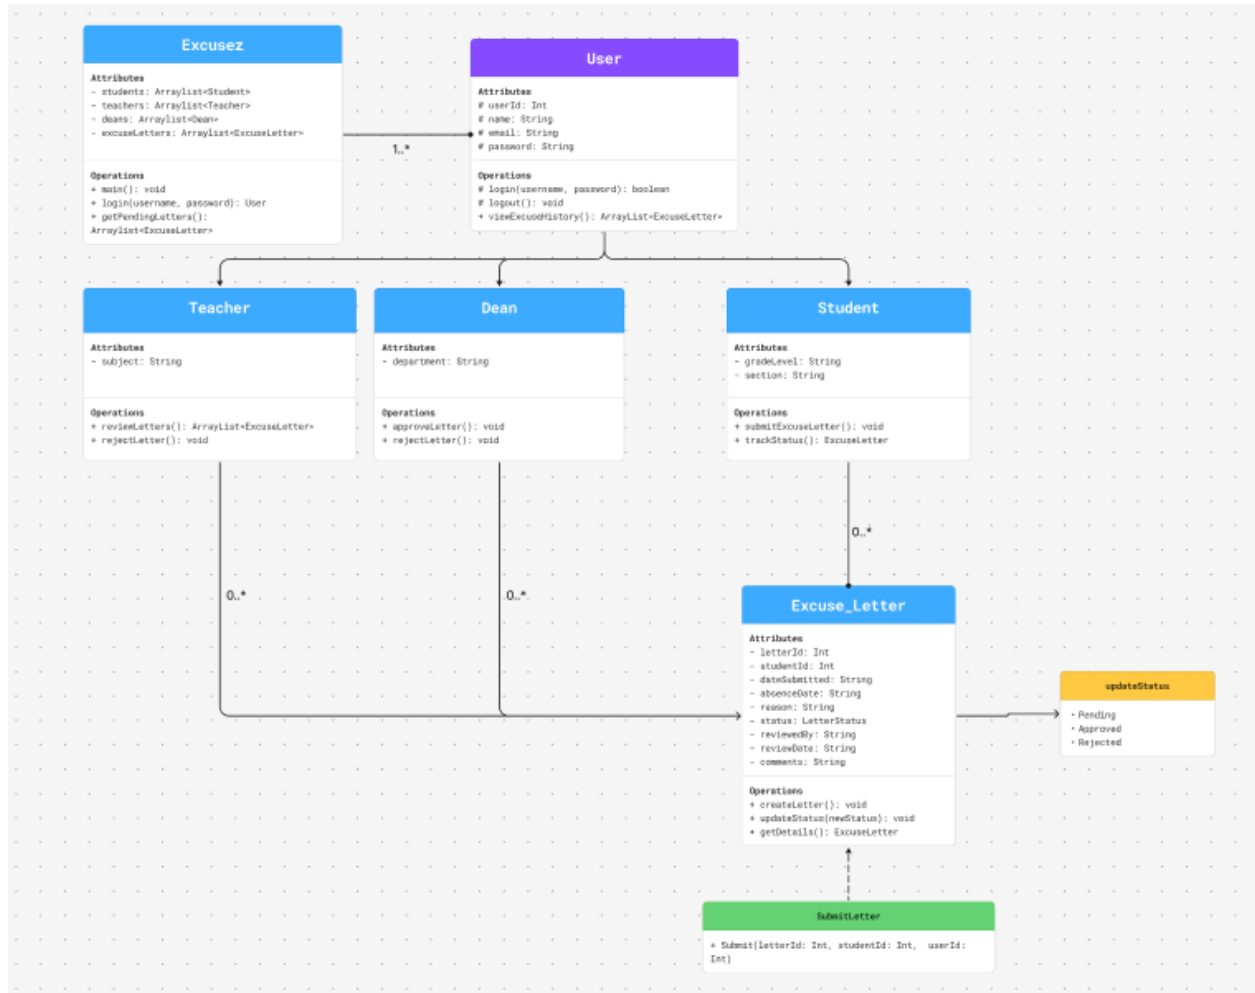 Excusez
Attributes
- students: Arraylist<Student>
- teachers: Arraylist<Teacher>
- deans: Arraylist<Dean>
- excuseLetters: Arraylist<ExcuseLetter>
Operations
+ main(): void
+ login(username, password): User
+ getPendingLetters():
Arraylist<ExcuseLetter>
1..*
User
Attributes
# userId: Int
# name: String
# email: String
# password: String
Operations
# login(username, password): boolean
# logout(): void
+ viewExcuseHistory(): ArrayList<ExcuseLetter>
Teacher
Attributes
- subject: String
Operations
+ reviewLetters(): ArrayList<ExcuseLetter>
+ rejectLetter(): void
Dean
Attributes
- department: String
Operations
+ approveLetter(): void
+ rejectLetter(): void
Student
Attributes
- gradeLevel: String
- section: String
Operations
+ submitExcuseLetter(): void
+ trackStatus(): ExcuseLetter
0..*
0..*
0..*
Excuse_Letter
Attributes
- letterId: Int
- studentId: Int
- dateSubmitted: String
- absenceDate: String
- reason: String
- status: LetterStatus
- reviewedBy: String
- reviewDate: String
- comments: String
Operations
+ createLetter(): void
+ updateStatus(newStatus): void
+ getDetails(): ExcuseLetter
updateStatus
• Pending
• Approved
• Rejected
SubmitLetter
+ Submit(letterId: Int, studentId: Int, userId:
Int)